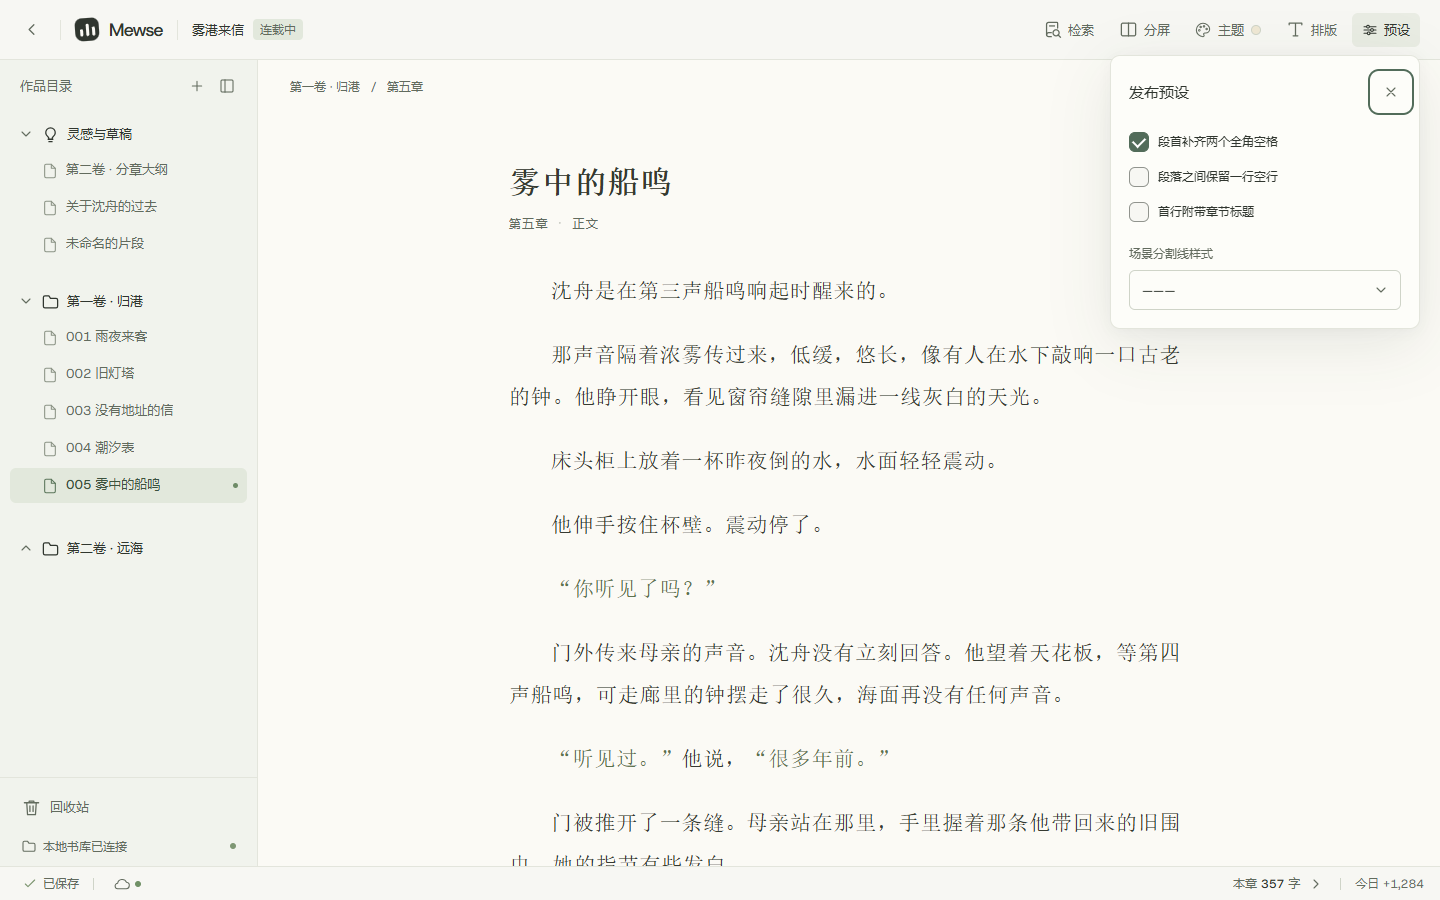 Mewse
雾港来信 连载中
检索 分屏 主题 排版 预设
作品目录
灵感与草稿
第二卷 · 分章大纲
关于沈舟的过去
未命名的片段
第一卷 · 归港
001 雨夜来客
002 旧灯塔
003 没有地址的信
004 潮汐表
005 雾中的船鸣
第二卷 · 远海
回收站
本地书库已连接
第一卷 · 归港 / 第五章
雾中的船鸣
第五章 · 正文
沈舟是在第三声船鸣响起时醒来的。
那声音隔着浓雾传过来，低缓，悠长，像有人在水下敲响一口古老
的钟。他睁开眼，看见窗帘缝隙里漏进一线灰白的天光。
床头柜上放着一杯昨夜倒的水，水面轻轻震动。
他伸手按住杯壁。震动停了。
“你听见了吗？”
门外传来母亲的声音。沈舟没有立刻回答。他望着天花板，等第四
声船鸣，可走廊里的钟摆走了很久，海面再没有任何声音。
“听见过。”他说，“很多年前。”
门被推开了一条缝。母亲站在那里，手里握着那条他带回来的旧围
巾，她的指节有些发白。
发布预设
段首补齐两个全角空格
段落之间保留一行空行
首行附带章节标题
场景分割线样式
———
已保存
本章 357 字
今日 +1,284